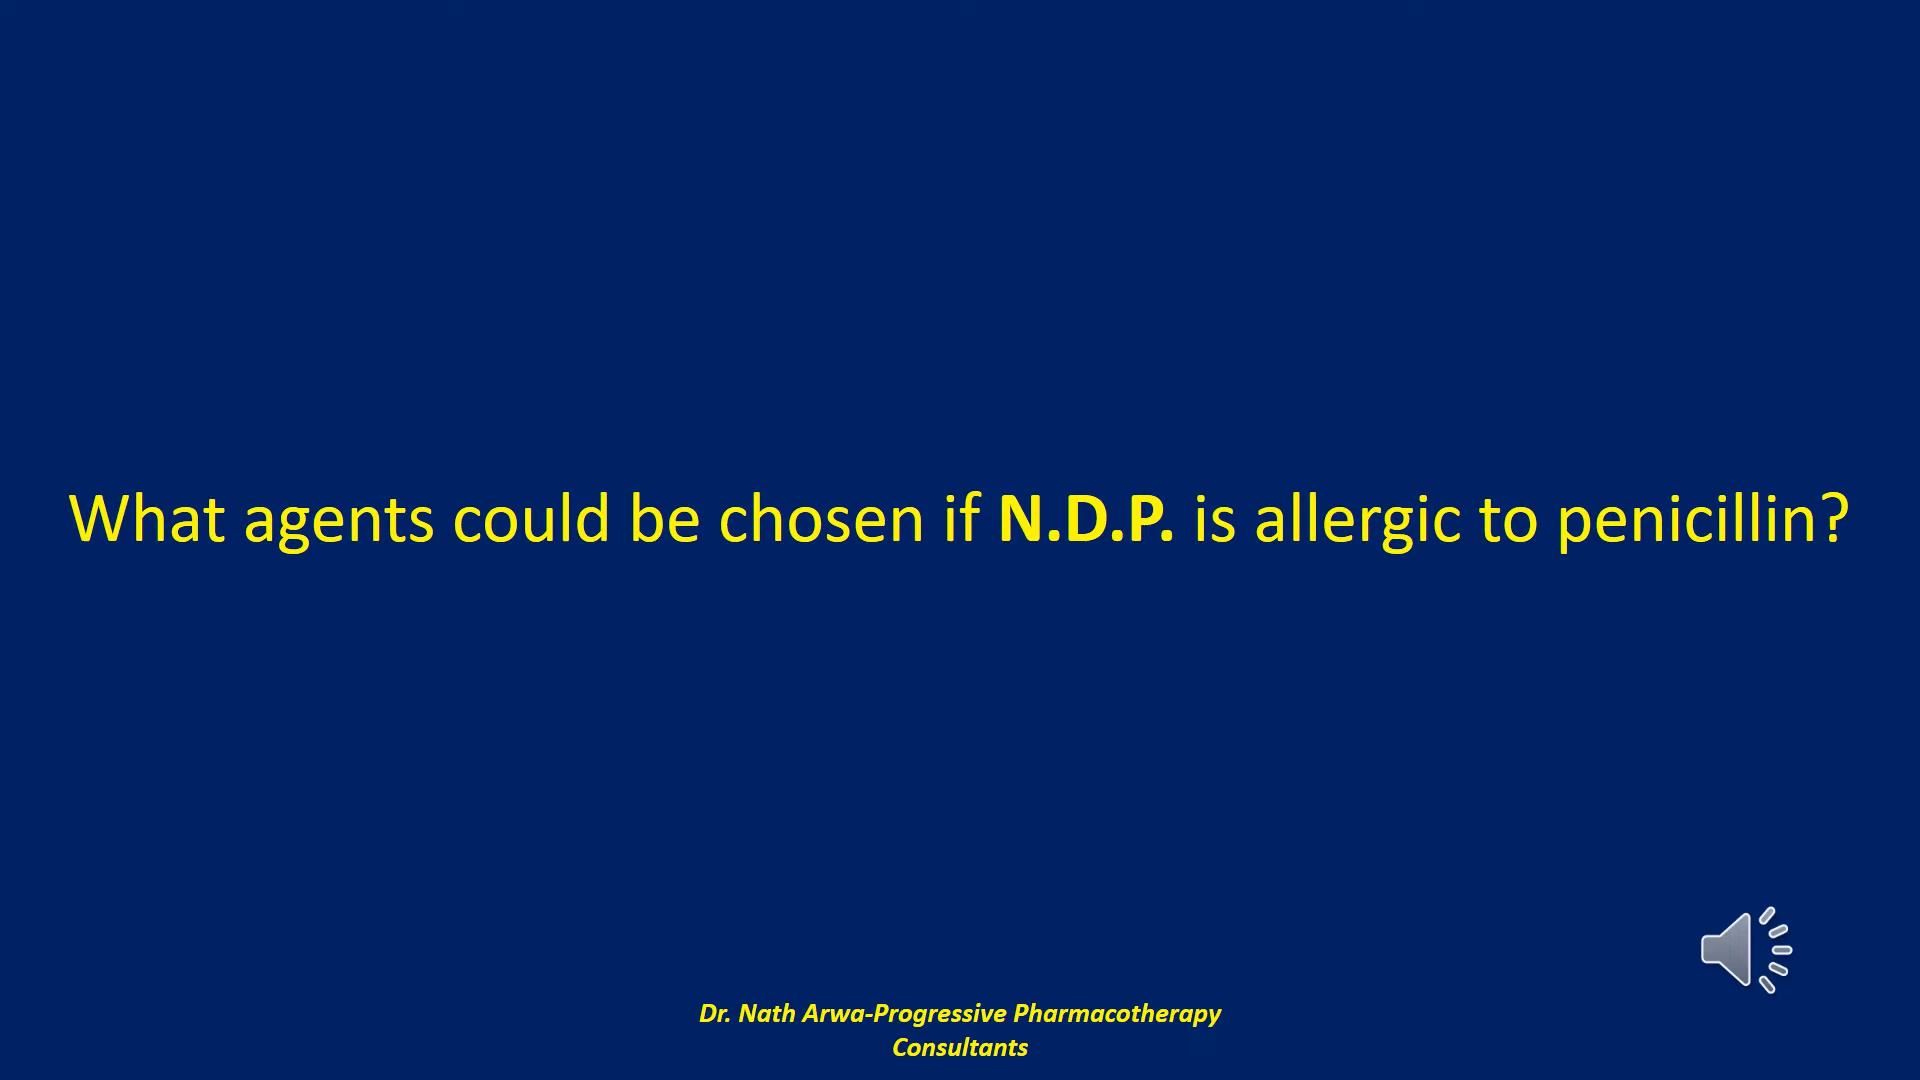 What agents could be chosen if N.D.P. is allergic to penicillin?
Dr. Nath Arwa-Progressive Pharmacotherapy
Consultants